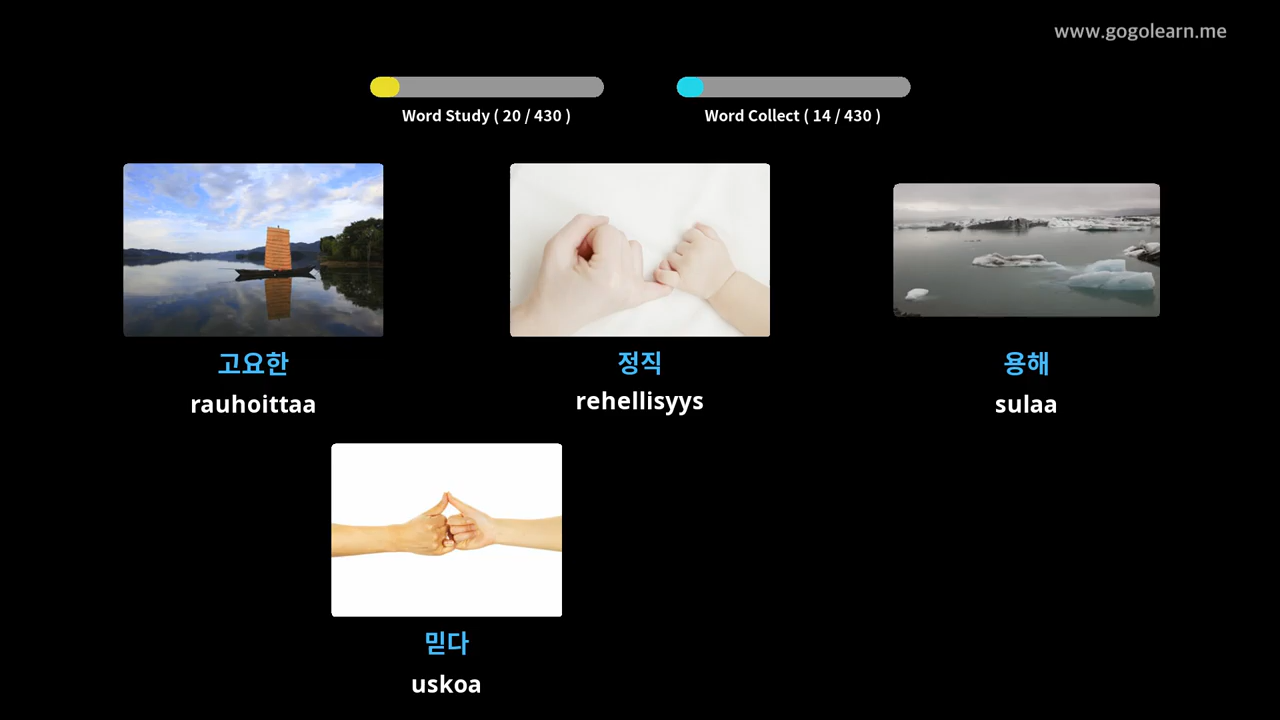 www.gogolearn.me
Word Study ( 20 / 430 )
Word Collect ( 14 / 430 )
고요한
정직
용해
rauhoittaa
rehellisyys
sulaa
믿다
uskoa